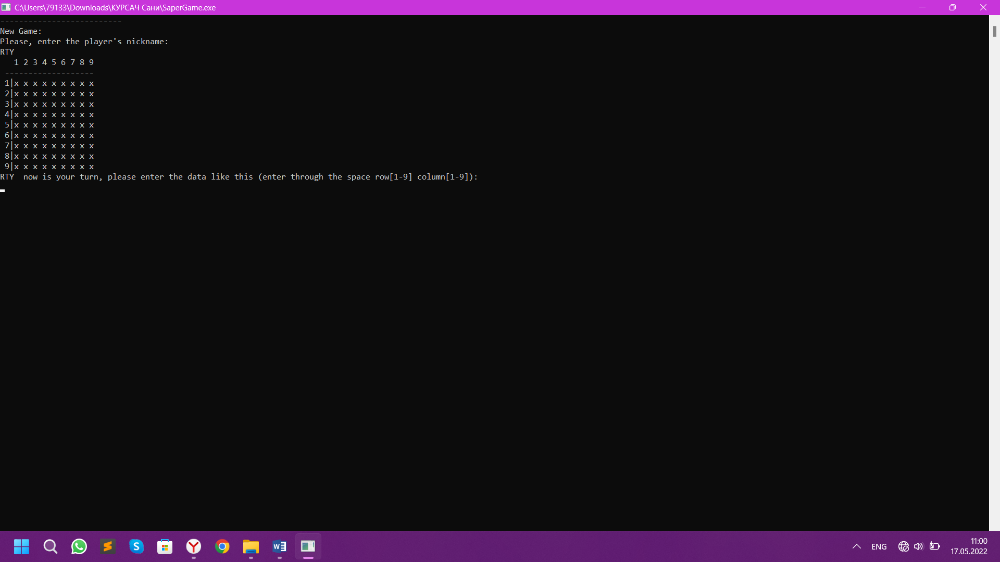 C:\Users\79133\Downloads\КУРСАЧ Сани\SaperGame.exe
--------------------------
New Game:
Please, enter the player's nickname:
RTY
   1 2 3 4 5 6 7 8 9
 -------------------
 1|x x x x x x x x x
 2|x x x x x x x x x
 3|x x x x x x x x x
 4|x x x x x x x x x
 5|x x x x x x x x x
 6|x x x x x x x x x
 7|x x x x x x x x x
 8|x x x x x x x x x
 9|x x x x x x x x x
RTY  now is your turn, please enter the data like this (enter through the space row[1-9] column[1-9]):
ENG
11:00
17.05.2022